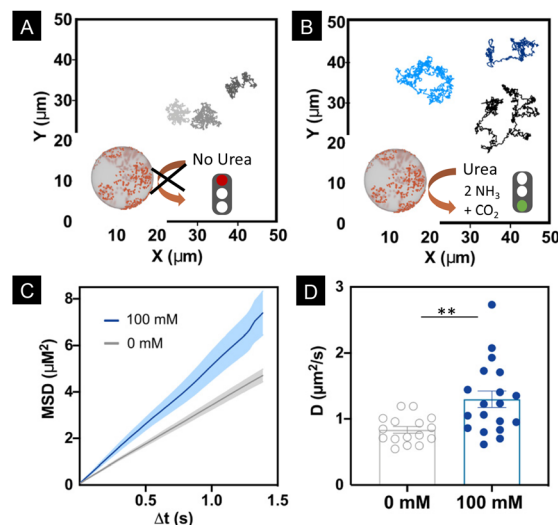 A
50
40
30
20
10
0
Y (μm)
No Urea
10 20 30 40 50
X (μm)
B
50
40
30
20
10
0
Y (μm)
Urea
2 NH₃
+ CO₂
10 20 30 40 50
X (μm)
C
8
6
4
2
0
MSD (μM²)
100 mM
0 mM
0.5 1.0 1.5
Δt (s)
D
3
2
1
0
D (μm²/s)
**
0 mM 100 mM